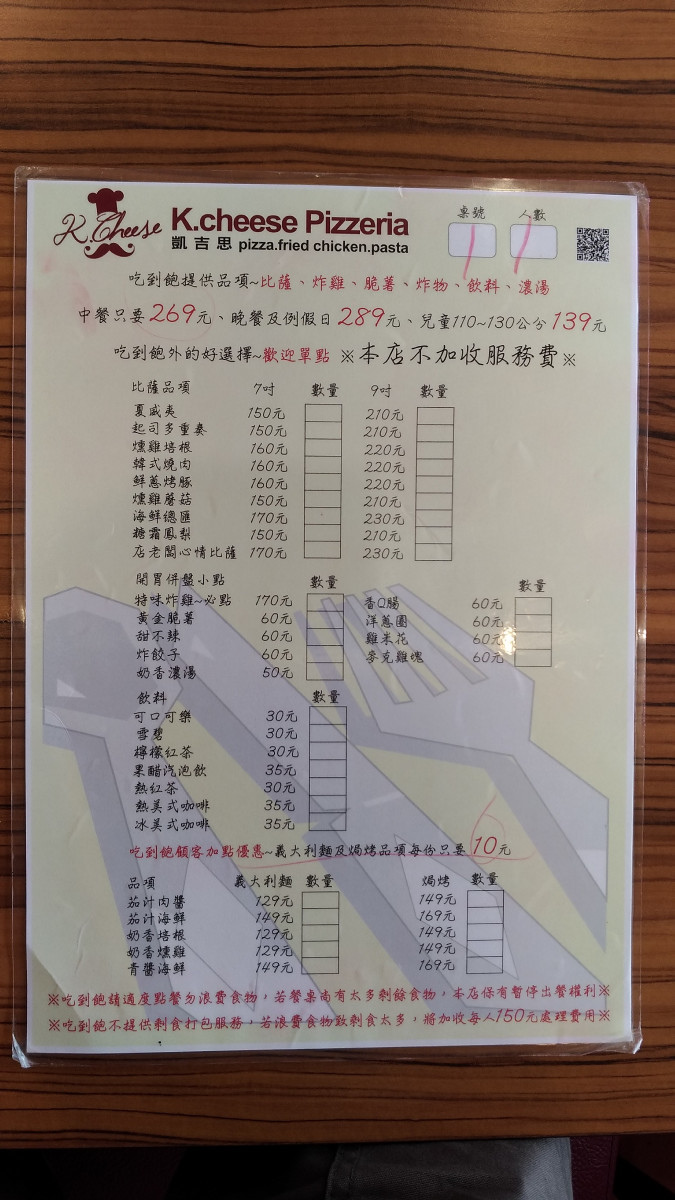 K.Cheese K.cheese Pizzeria 桌號 人數
凱吉思 pizza.fried chicken.pasta
吃到飽提供品項~比薩、炸雞、脆薯、炸物、飲料、濃湯
中餐只要269元、晚餐及例假日289元、兒童110~130公分139元
吃到飽外的好選擇~歡迎單點 ※本店不加收服務費※
比薩品項 7吋 數量 9吋 數量
夏威夷 150元 210元
起司多重奏 150元 210元
燻雞培根 160元 220元
韓式燒肉 160元 220元
鮮蔥烤豚 160元 220元
燻雞蘑菇 150元 210元
海鮮總匯 170元 230元
糖霜鳳梨 150元 210元
店老闆心情比薩 170元 230元
開胃併盤小點 數量 數量
特味炸雞~必點 170元 香Q腸 60元
黃金脆薯 60元 洋蔥圈 60元
甜不辣 60元 雞米花 60元
炸餃子 60元 麥克雞塊 60元
奶香濃湯 50元
飲料 數量
可口可樂 30元
雪碧 30元
檸檬紅茶 30元
果醋汽泡飲 35元
熱紅茶 30元
熱美式咖啡 35元
冰美式咖啡 35元
吃到飽顧客加點優惠~義大利麵及焗烤品項每份只要10元
品項 義大利麵 數量 焗烤 數量
茄汁肉醬 129元 149元
茄汁海鮮 149元 169元
奶香培根 129元 149元
奶香燻雞 129元 149元
青醬海鮮 149元 169元
※吃到飽請適度點餐勿浪費食物，若餐桌尚有太多剩餘食物，本店保有暫停出餐權利※
※吃到飽不提供剩食打包服務，若浪費食物致剩食太多，將加收每人150元處理費用※